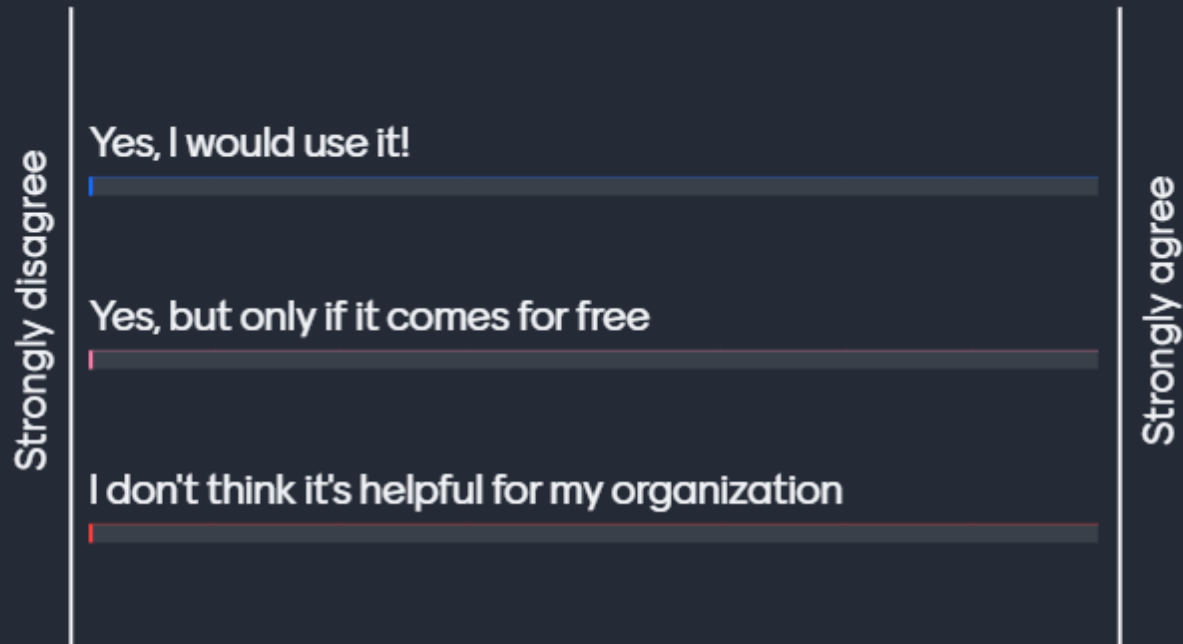 Strongly disagree
Yes, I would use it!
Yes, but only if it comes for free
I don't think it's helpful for my organization
Strongly agree